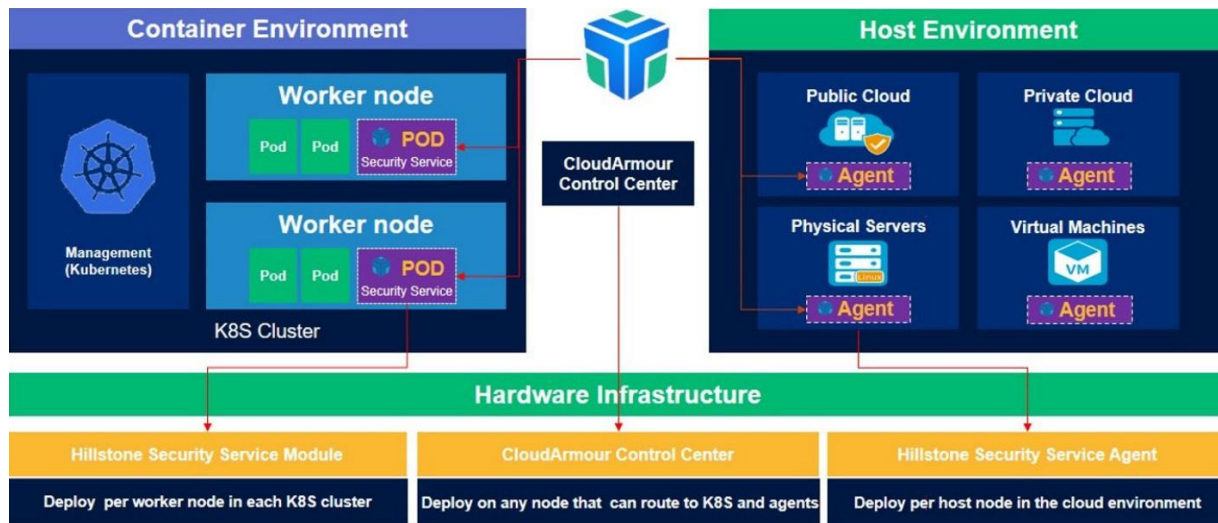 Container Environment
Worker node
Pod
Pod
POD
Security Service
Worker node
Pod
Pod
POD
Security Service
Management
(Kubernetes)
K8S Cluster
CloudArmour
Control Center
Host Environment
Public Cloud
Agent
Private Cloud
Agent
Physical Servers
Linux
Agent
Virtual Machines
VM
Agent
Hardware Infrastructure
Hillstone Security Service Module
Deploy per worker node in each K8S cluster
CloudArmour Control Center
Deploy on any node that can route to K8S and agents
Hillstone Security Service Agent
Deploy per host node in the cloud environment